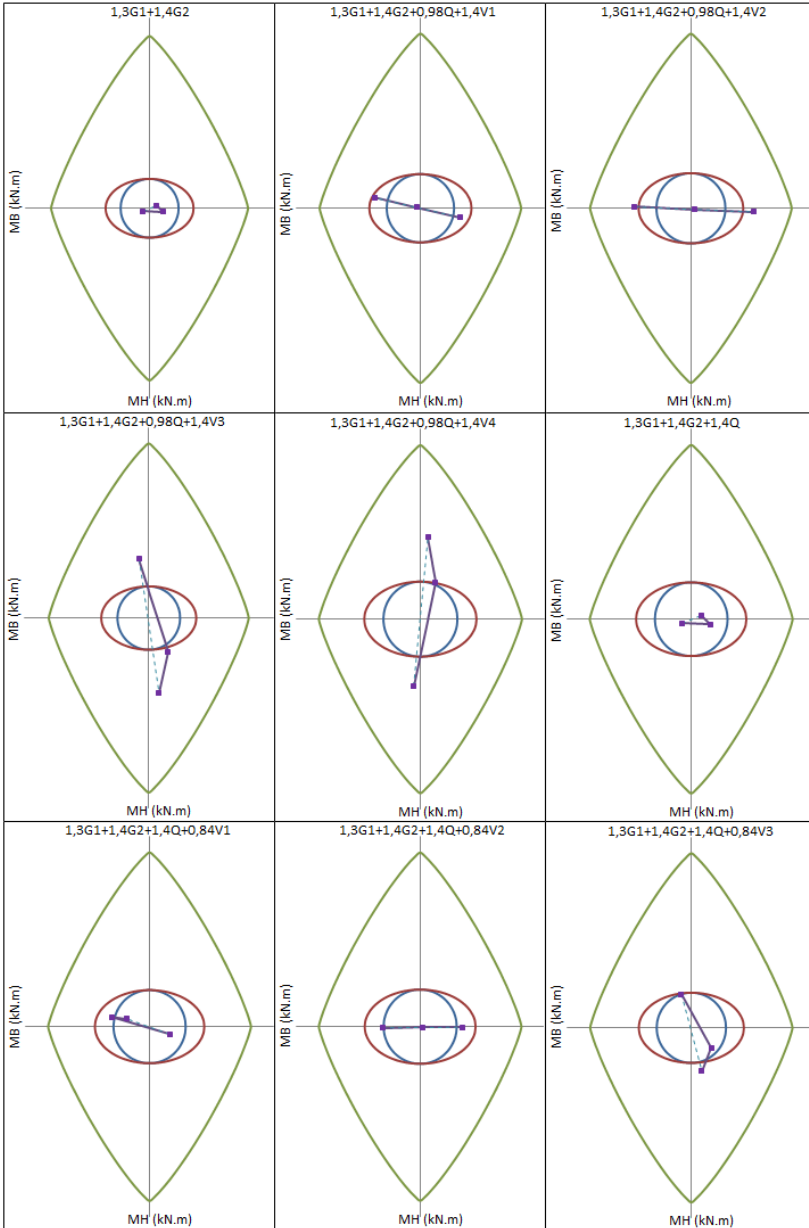 1,3G1+1,4G2
MB (kN.m)
MH (kN.m)
1,3G1+1,4G2+0,98Q+1,4V1
MB (kN.m)
MH (kN.m)
1,3G1+1,4G2+0,98Q+1,4V2
MB (kN.m)
MH (kN.m)
1,3G1+1,4G2+0,98Q+1,4V3
MB (kN.m)
MH (kN.m)
1,3G1+1,4G2+0,98Q+1,4V4
MB (kN.m)
MH (kN.m)
1,3G1+1,4G2+1,4Q
MB (kN.m)
MH (kN.m)
1,3G1+1,4G2+1,4Q+0,84V1
MB (kN.m)
MH (kN.m)
1,3G1+1,4G2+1,4Q+0,84V2
MB (kN.m)
MH (kN.m)
1,3G1+1,4G2+1,4Q+0,84V3
MB (kN.m)
MH (kN.m)